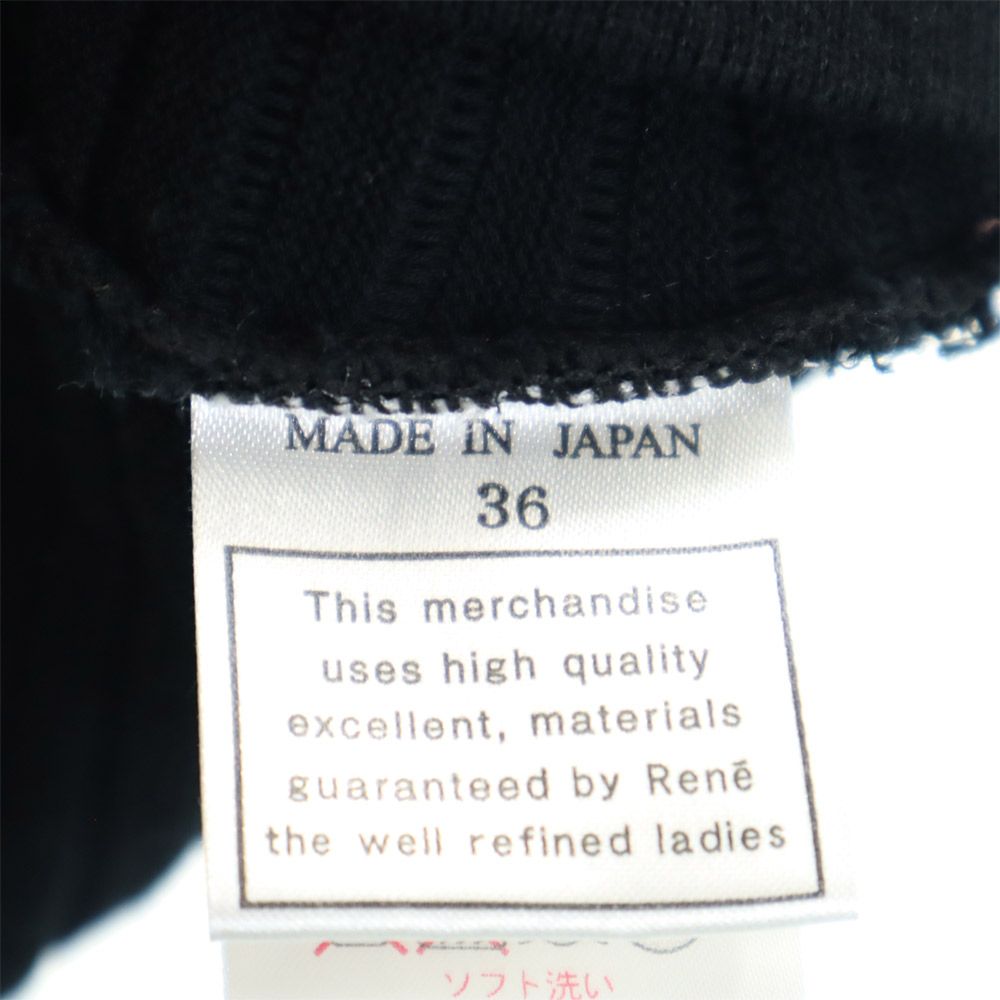 MADE IN JAPAN
36
This merchandise
uses high quality
excellent, materials
guaranteed by René
the well refined ladies
ソフト洗い